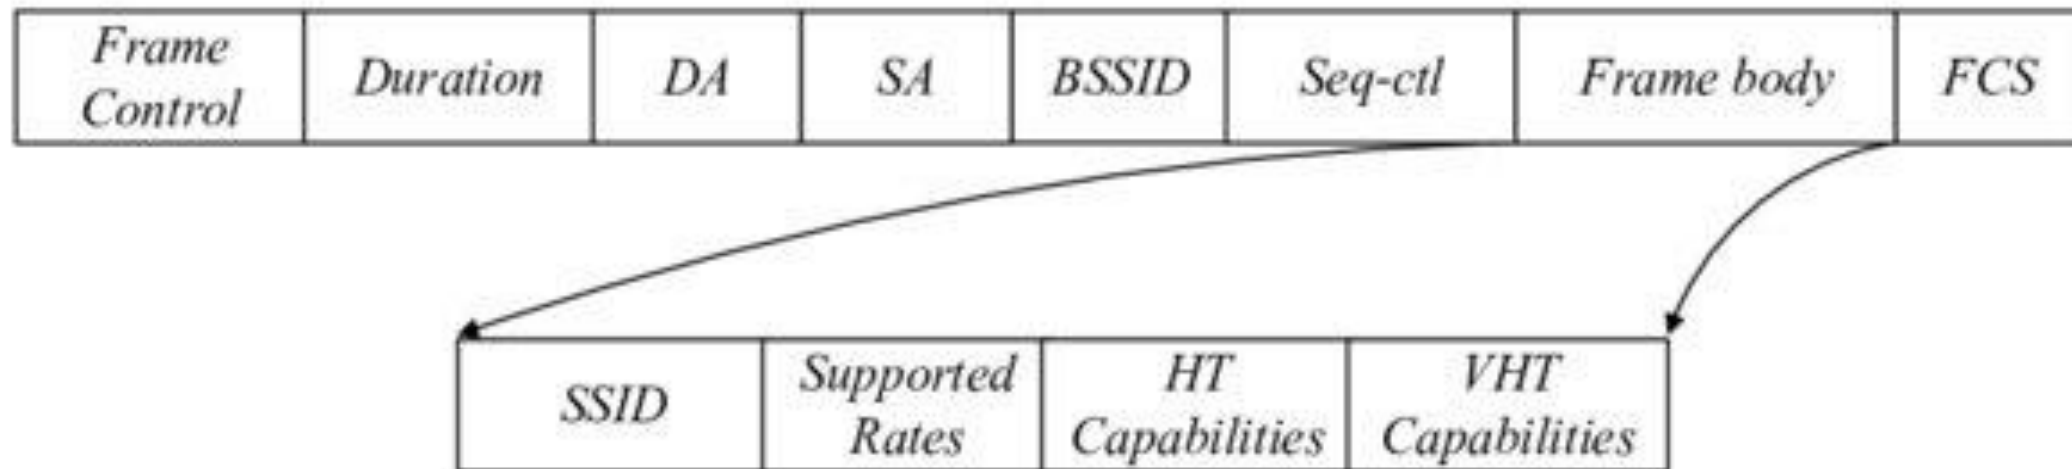 Frame Control
Duration
DA
SA
BSSID
Seq-ctl
Frame body
FCS
SSID
Supported Rates
HT Capabilities
VHT Capabilities